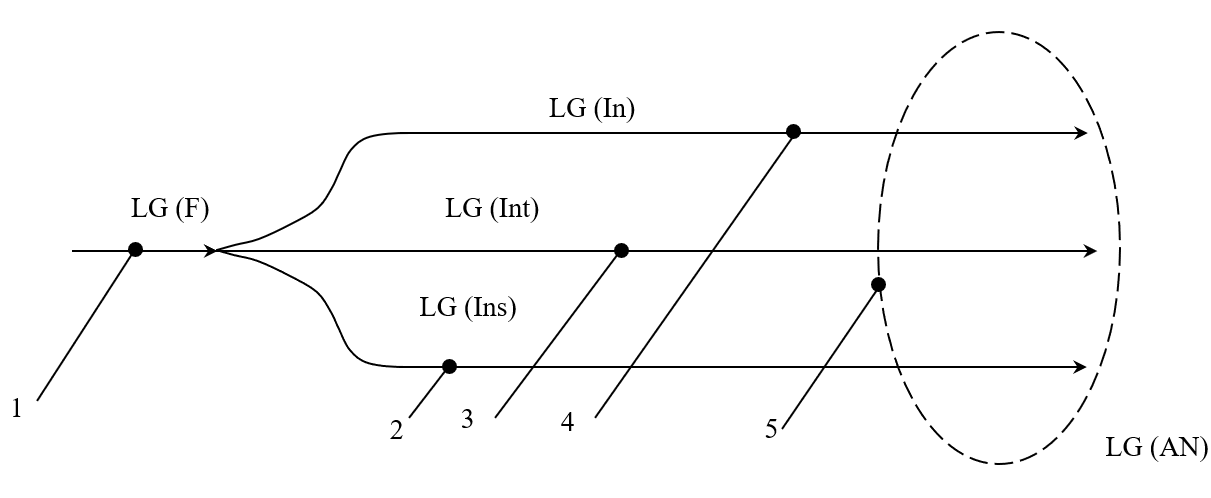 LG (In)
LG (F)
LG (Int)
LG (Ins)
1
2
3
4
5
LG (AN)